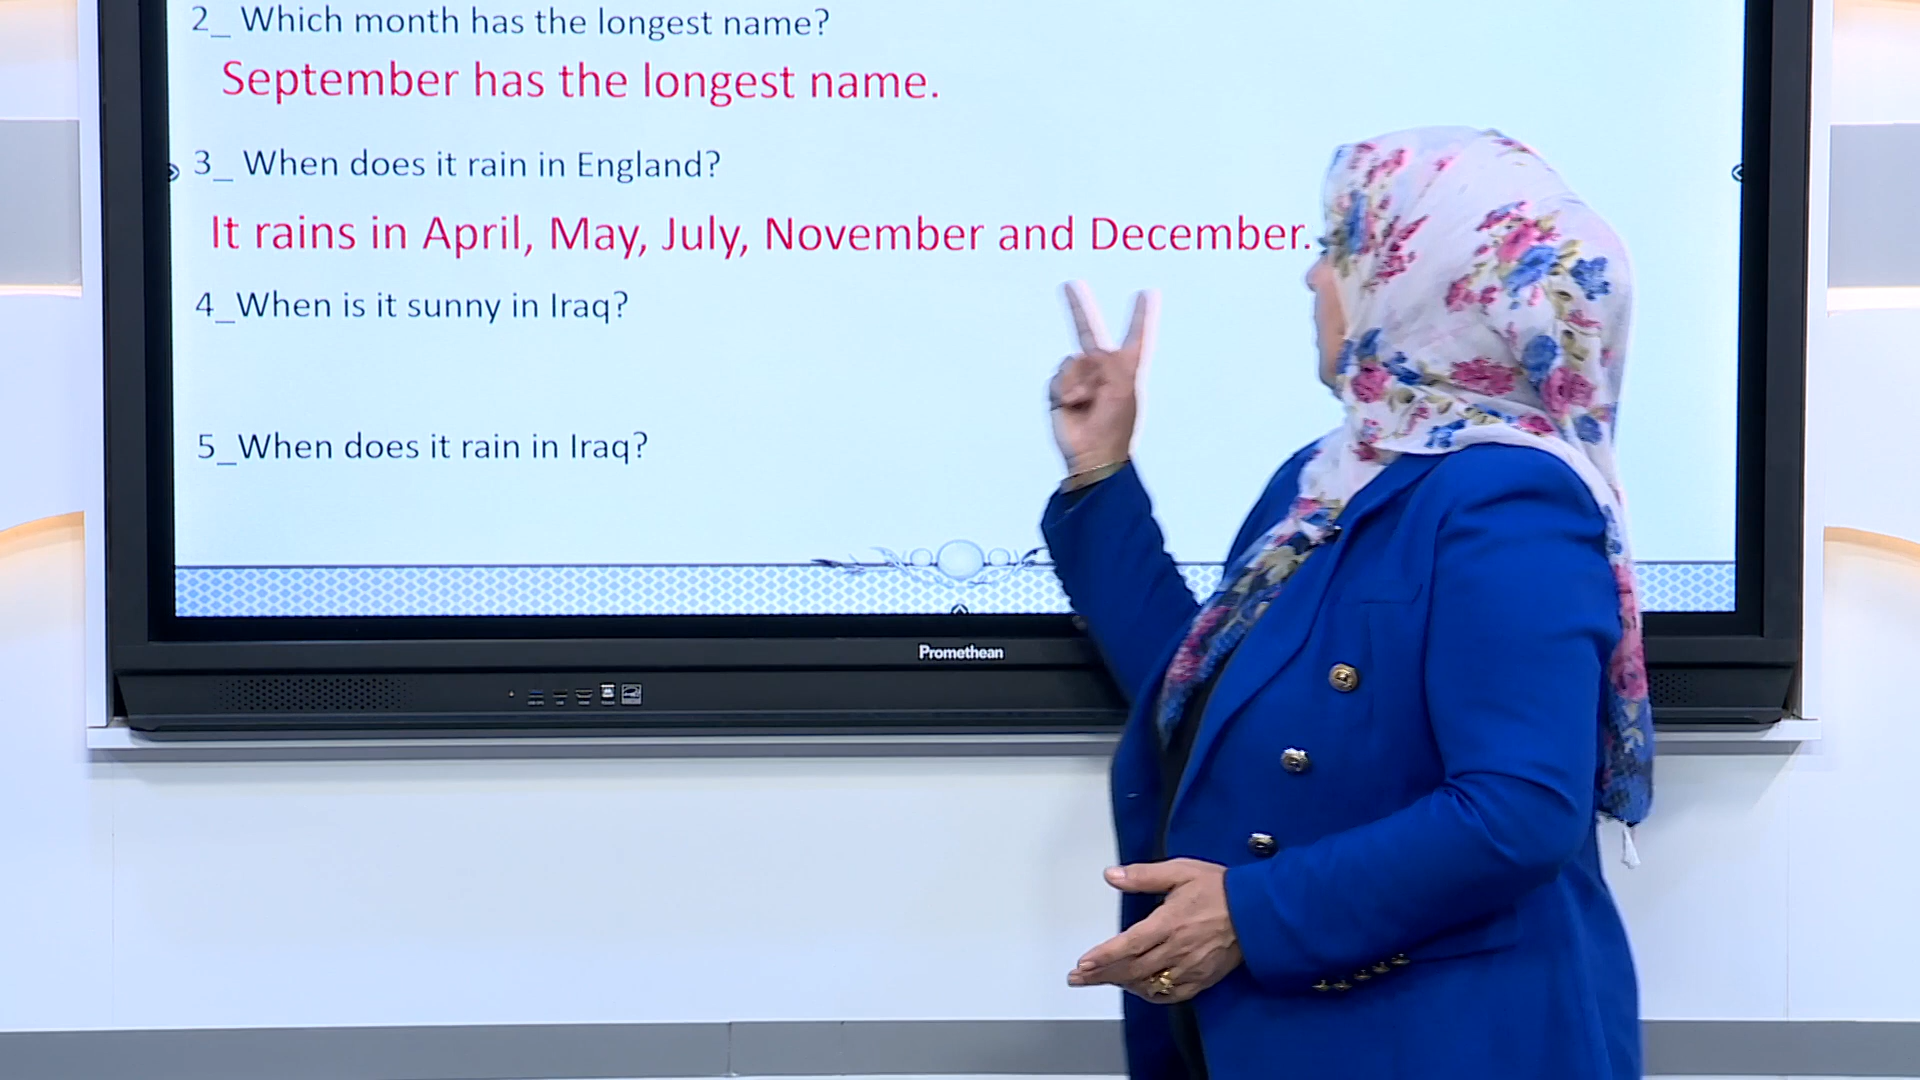 2_ Which month has the longest name?
September has the longest name.
3_ When does it rain in England?
It rains in April, May, July, November and December.
4_When is it sunny in Iraq?
5_When does it rain in Iraq?
Promethean